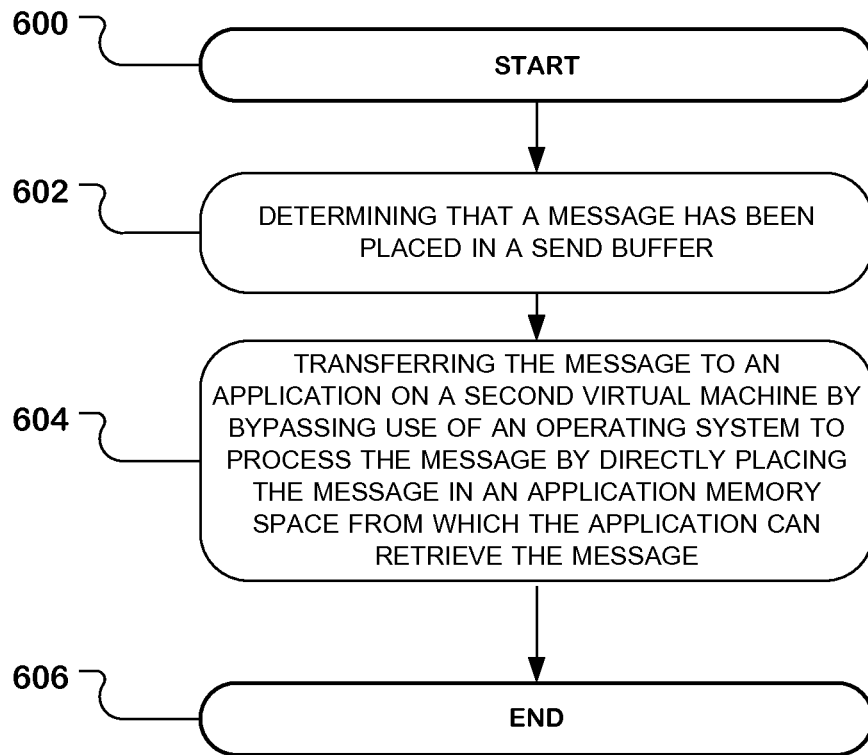 600
START
602
DETERMINING THAT A MESSAGE HAS BEEN
PLACED IN A SEND BUFFER
604
TRANSFERRING THE MESSAGE TO AN
APPLICATION ON A SECOND VIRTUAL MACHINE BY
BYPASSING USE OF AN OPERATING SYSTEM TO
PROCESS THE MESSAGE BY DIRECTLY PLACING
THE MESSAGE IN AN APPLICATION MEMORY
SPACE FROM WHICH THE APPLICATION CAN
RETRIEVE THE MESSAGE
606
END